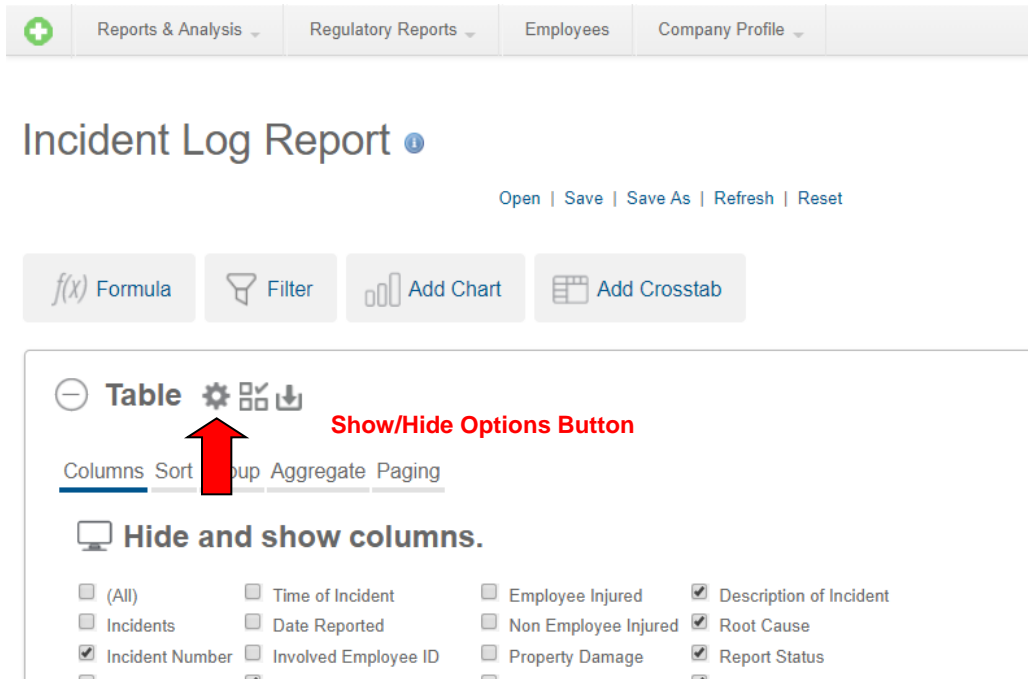 Reports & Analysis Regulatory Reports Employees Company Profile
Incident Log Report
Open | Save | Save As | Refresh | Reset
f(x) Formula Filter Add Chart Add Crosstab
Table
Show/Hide Options Button
Columns Sort Aggregate Paging
Hide and show columns.
(All) Time of Incident Employee Injured Description of Incident
Incidents Date Reported Non Employee Injured Root Cause
Incident Number Involved Employee ID Property Damage Report Status